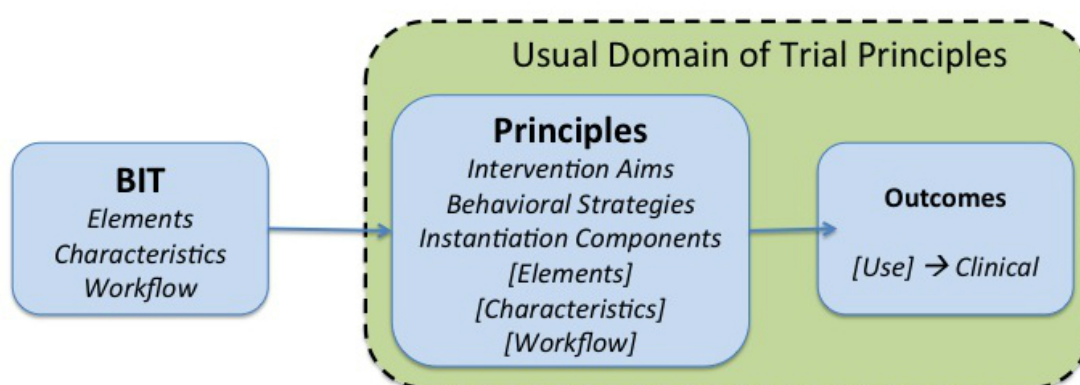 Usual Domain of Trial Principles
BIT
Elements
Characteristics
Workflow
Principles
Intervention Aims
Behavioral Strategies
Instantiation Components
[Elements]
[Characteristics]
[Workflow]
Outcomes
[Use] → Clinical